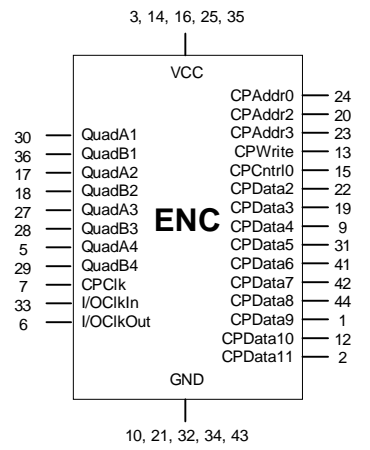 3, 14, 16, 25, 35
VCC
CPAddr0 24
CPAddr2 20
CPAddr3 23
CPWrite 13
CPCntrl0 15
CPData2 22
CPData3 19
CPData4 9
CPData5 31
CPData6 41
CPData7 42
CPData8 44
CPData9 1
CPData10 12
CPData11 2
30 QuadA1
36 QuadB1
17 QuadA2
18 QuadB2
27 QuadA3
28 QuadB3
5 QuadA4
29 QuadB4
7 CPClk
33 I/OClkIn
6 I/OClkOut
ENC
GND
10, 21, 32, 34, 43